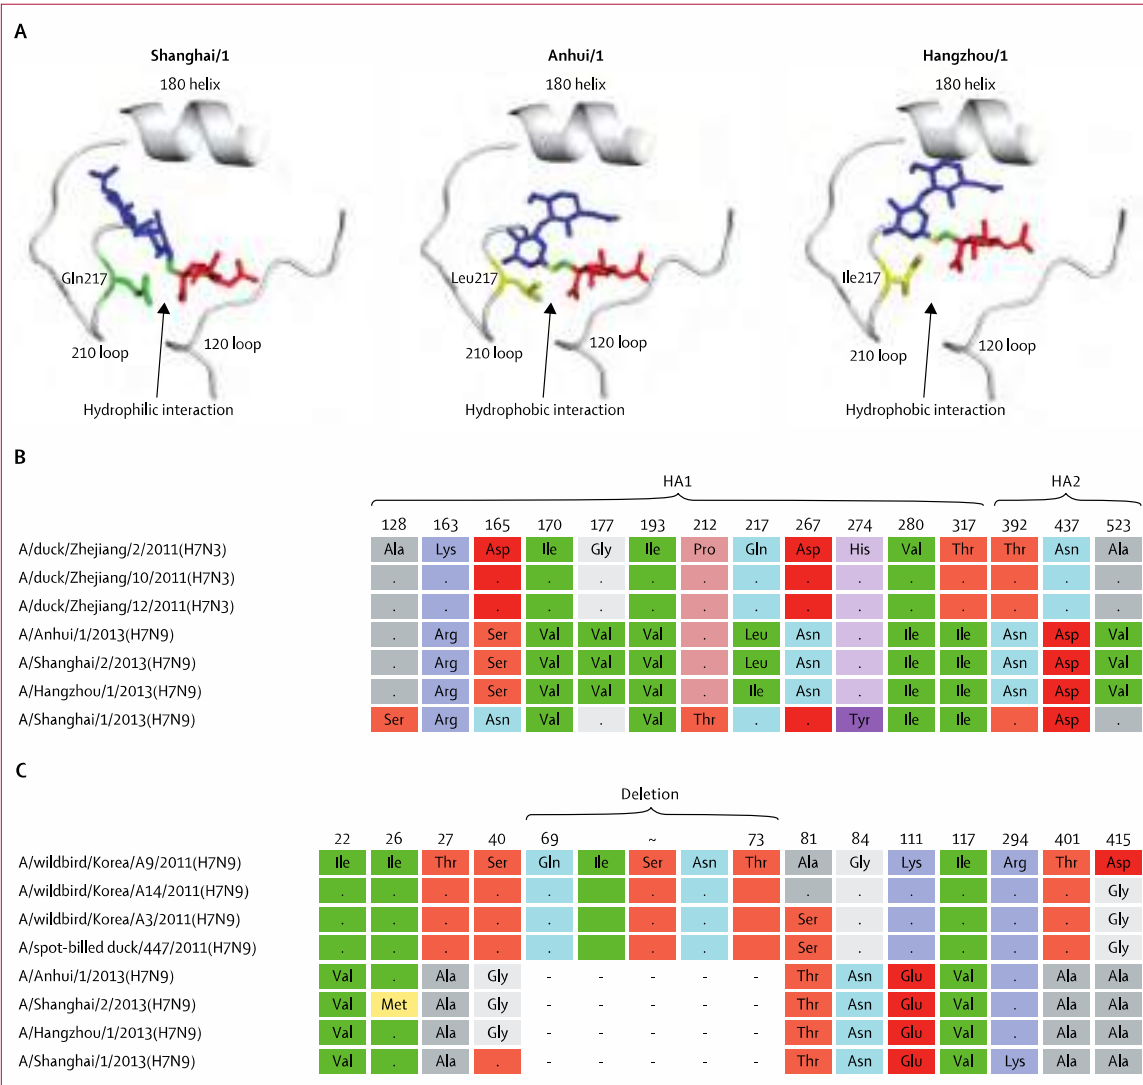 A
Shanghai/1 Anhui/1 Hangzhou/1
180 helix 180 helix 180 helix
Gln217 Leu217 Ile217
210 loop 120 loop 210 loop 120 loop 210 loop 120 loop
Hydrophilic interaction Hydrophobic interaction Hydrophobic interaction
B
HA1 HA2
128 163 165 170 177 193 212 217 267 274 280 317 392 437 523
A/duck/Zhejiang/2/2011(H7N3) Ala Lys Asp Ile Gly Ile Pro Gln Asp His Val Thr Thr Asn Ala
A/duck/Zhejiang/10/2011(H7N3) . . . . . . . . . . . . . . .
A/duck/Zhejiang/12/2011(H7N3) . . . . . . . . . . . . . . .
A/Anhui/1/2013(H7N9) . Arg Ser Val Val Val . Leu Asn . Ile Ile Asn Asp Val
A/Shanghai/2/2013(H7N9) . Arg Ser Val Val Val . Leu Asn . Ile Ile Asn Asp Val
A/Hangzhou/1/2013(H7N9) . Arg Ser Val Val Val . Ile Asn . Ile Ile Asn Asp Val
A/Shanghai/1/2013(H7N9) Ser Arg Asn Val . Val Thr . . Tyr Ile Ile . Asp .
C
Deletion
22 26 27 40 69 ~ 73 81 84 111 117 294 401 415
A/wildbird/Korea/A9/2011(H7N9) Ile Ile Thr Ser Gln Ile Ser Asn Thr Ala Gly Lys Ile Arg Thr Asp
A/wildbird/Korea/A14/2011(H7N9) . . . . . . . . . . . . . Gly
A/wildbird/Korea/A3/2011(H7N9) . . . . . . . Ser . . . . . Gly
A/spot-billed duck/447/2011(H7N9) . . . . . . . Ser . . . . . Gly
A/Anhui/1/2013(H7N9) Val . Ala Gly - - - - - Thr Asn Glu Val . Ala Ala
A/Shanghai/2/2013(H7N9) Val Met Ala Gly - - - - - Thr Asn Glu Val . Ala Ala
A/Hangzhou/1/2013(H7N9) Val . Ala Gly - - - - - Thr Asn Glu Val . Ala Ala
A/Shanghai/1/2013(H7N9) Val . Ala . - - - - - Thr Asn Glu Val Lys Ala Ala